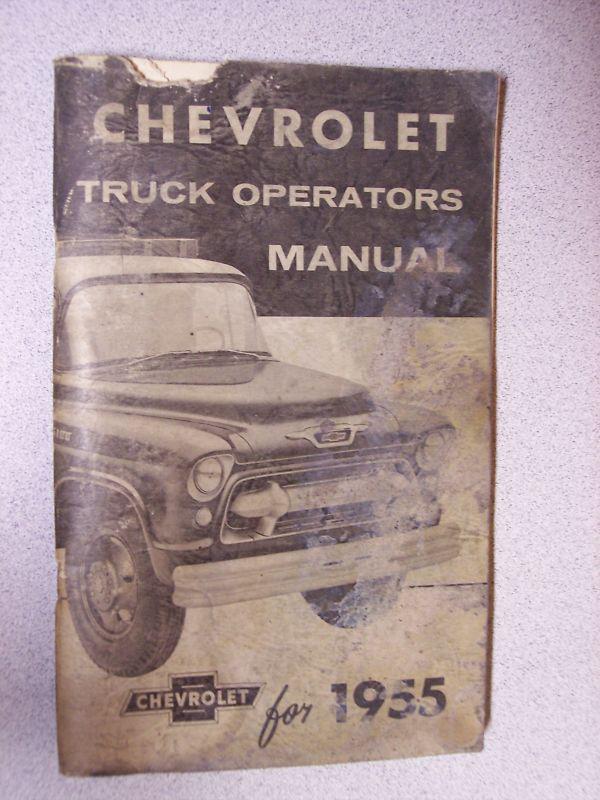 CHEVROLET
TRUCK OPERATORS
MANUAL
CHEVROLET for 1955